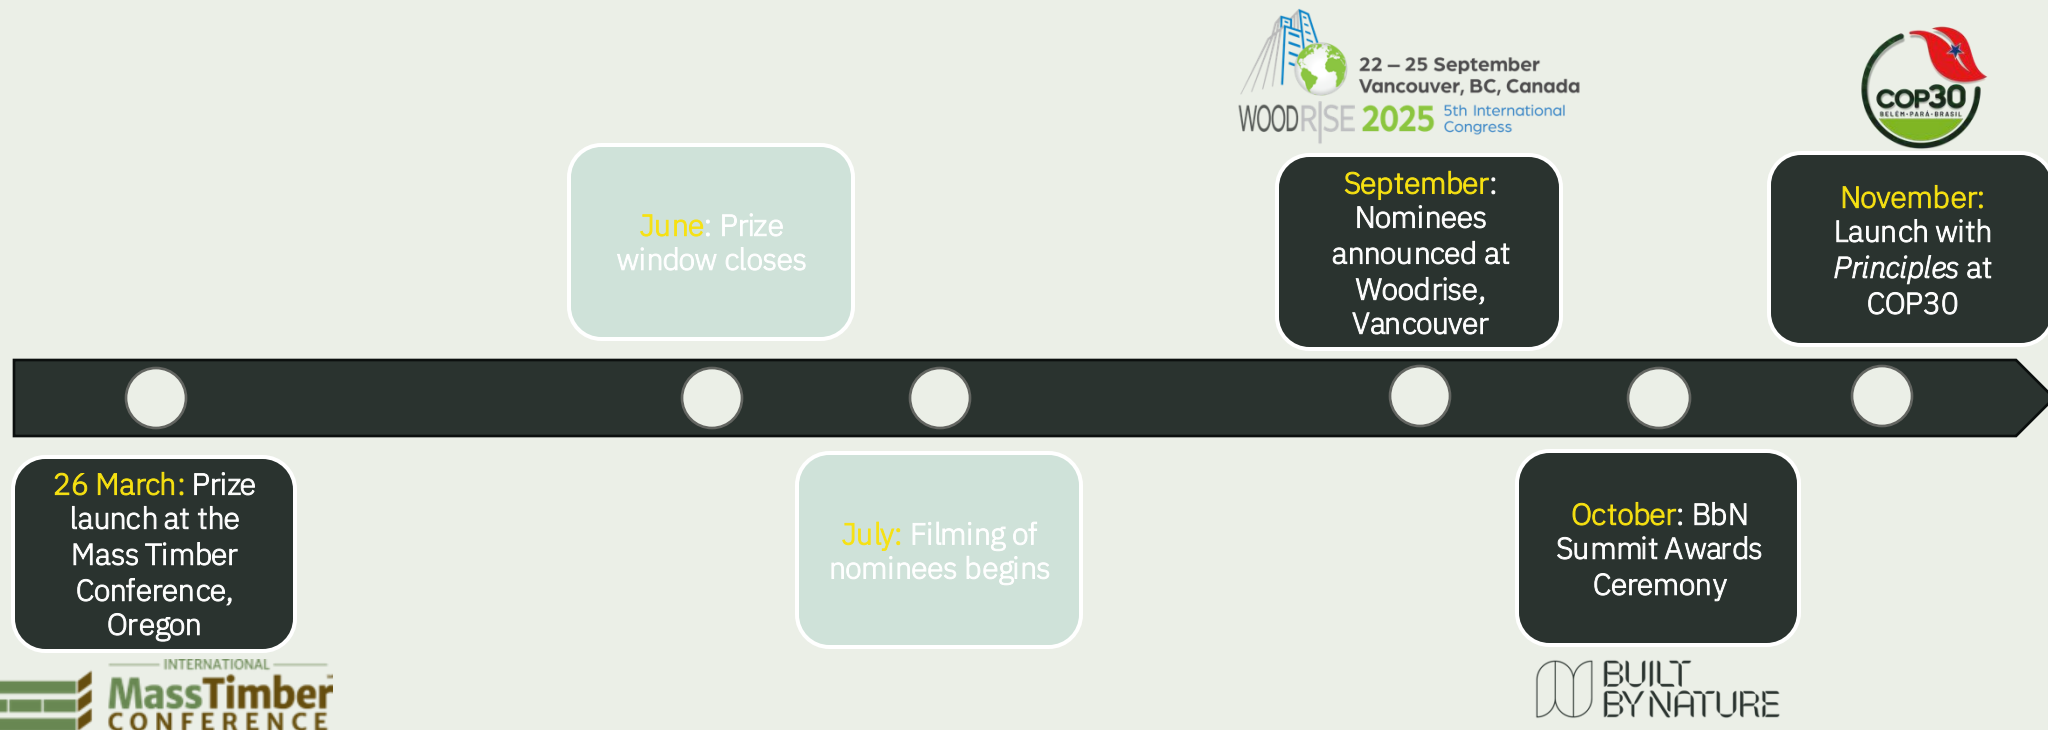 22 – 25 September
Vancouver, BC, Canada
WOODRISE 2025 5th International
Congress
COP30
BELÉM-PARÁ-BRASIL
June: Prize
window closes
September:
Nominees
announced at
Woodrise,
Vancouver
November:
Launch with
Principles at
COP30
26 March: Prize
launch at the
Mass Timber
Conference,
Oregon
July: Filming of
nominees begins
October: BbN
Summit Awards
Ceremony
INTERNATIONAL
MassTimber
CONFERENCE
BUILT
BY NATURE